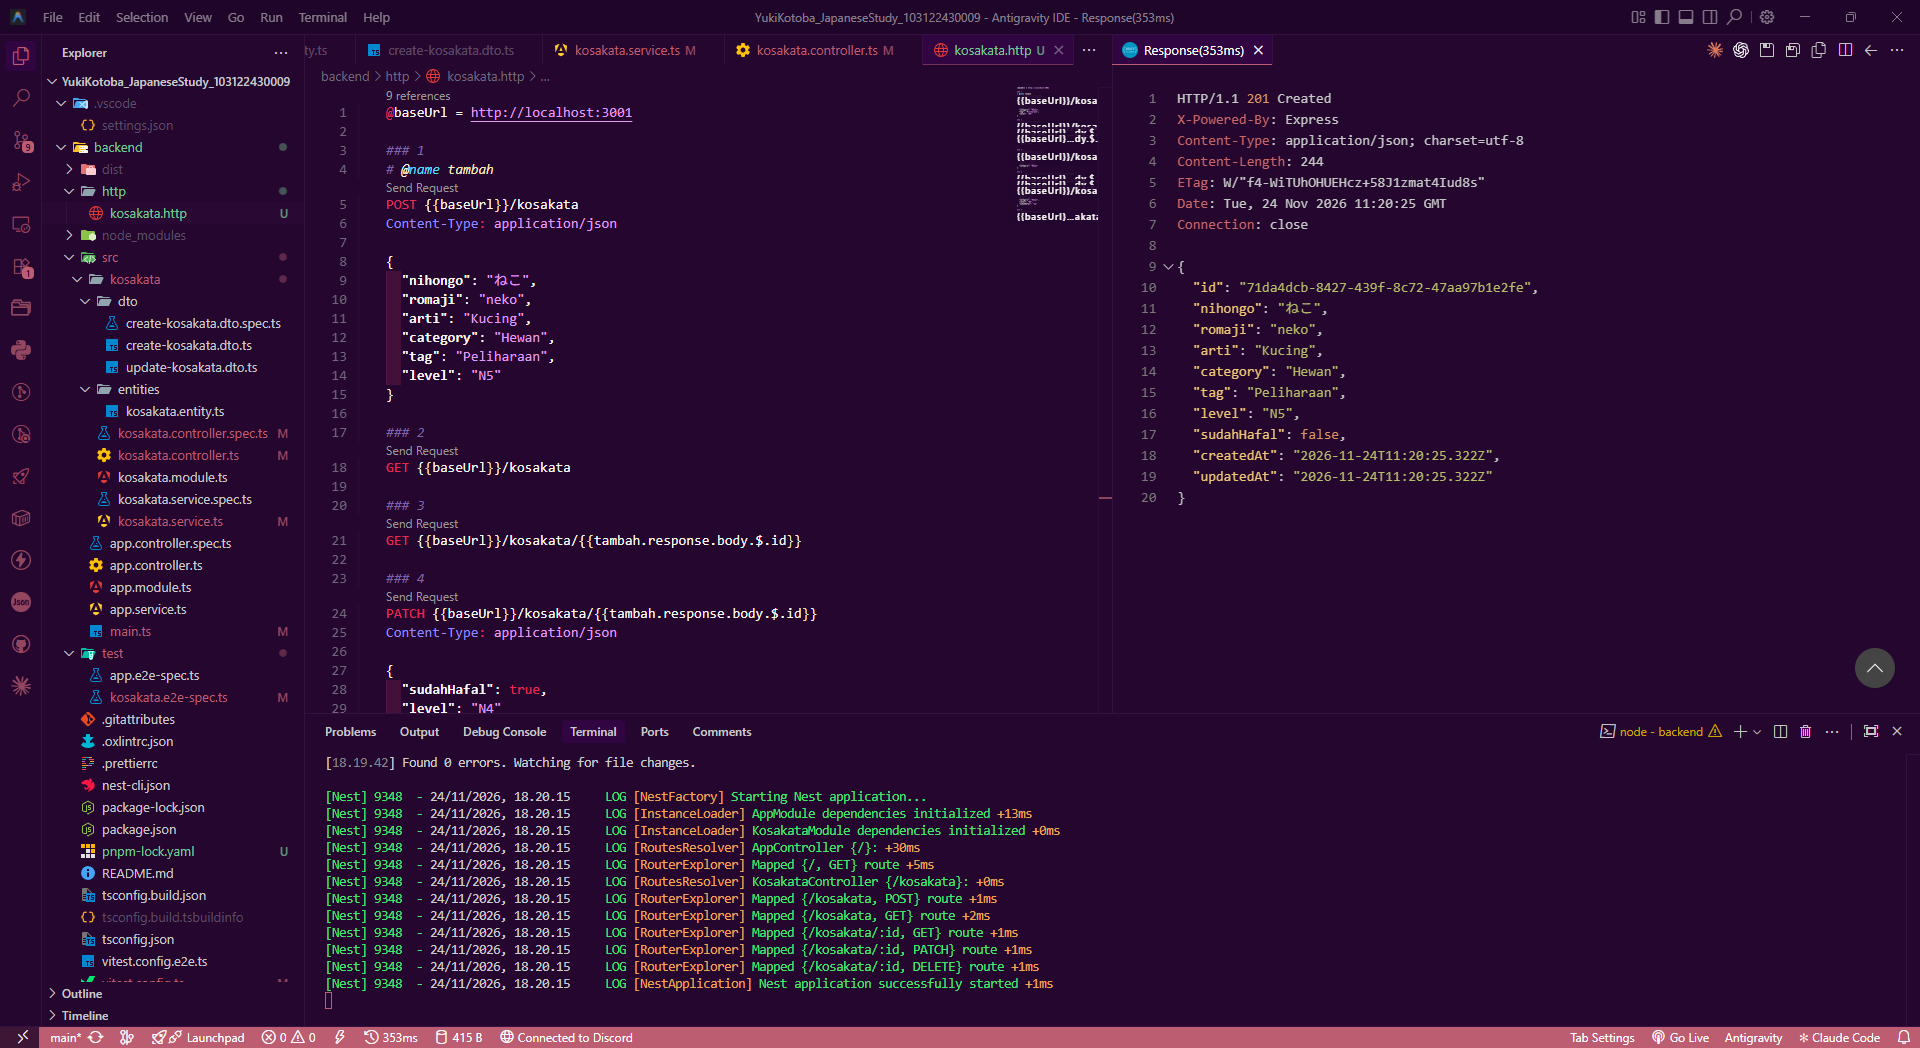 File Edit Selection View Go Run Terminal Help
YukiKotoba_JapaneseStudy_103122430009 - Antigravity IDE - Response(353ms)
Explorer
YukiKotoba_JapaneseStudy_103122430009
.vscode
settings.json
backend
dist
http
kosakata.http U
node_modules
src
kosakata
dto
create-kosakata.dto.spec.ts
create-kosakata.dto.ts
update-kosakata.dto.ts
entities
kosakata.entity.ts
kosakata.controller.spec.ts M
kosakata.controller.ts M
kosakata.module.ts
kosakata.service.spec.ts
kosakata.service.ts M
app.controller.spec.ts
app.controller.ts
app.module.ts
app.service.ts
main.ts M
test
app.e2e-spec.ts
kosakata.e2e-spec.ts M
.gitattributes
.oxlintrc.json
.prettierrc
nest-cli.json
package-lock.json
package.json
pnpm-lock.yaml U
README.md
tsconfig.build.json
tsconfig.build.tsbuildinfo
tsconfig.json
vitest.config.e2e.ts
Outline
Timeline
ty.ts create-kosakata.dto.ts kosakata.service.ts M kosakata.controller.ts M kosakata.http U
backend > http > kosakata.http > ...
9 references
1 @baseUrl = http://localhost:3001
2
3 ### 1
4 # @name tambah
Send Request
5 POST {{baseUrl}}/kosakata
6 Content-Type: application/json
7
8 {
9 "nihongo": "ねこ",
10 "romaji": "neko",
11 "arti": "Kucing",
12 "category": "Hewan",
13 "tag": "Peliharaan",
14 "level": "N5"
15 }
16
17 ### 2
Send Request
18 GET {{baseUrl}}/kosakata
19
20 ### 3
Send Request
21 GET {{baseUrl}}/kosakata/{{tambah.response.body.$.id}}
22
23 ### 4
Send Request
24 PATCH {{baseUrl}}/kosakata/{{tambah.response.body.$.id}}
25 Content-Type: application/json
26
27 {
28 "sudahHafal": true,
29 "level": "N4"
Response(353ms)
1 HTTP/1.1 201 Created
2 X-Powered-By: Express
3 Content-Type: application/json; charset=utf-8
4 Content-Length: 244
5 ETag: W/"f4-WiTUhOHUEHcz+58J1zmat4Iud8s"
6 Date: Tue, 24 Nov 2026 11:20:25 GMT
7 Connection: close
8
9 {
10 "id": "71da4dcb-8427-439f-8c72-47aa97b1e2fe",
11 "nihongo": "ねこ",
12 "romaji": "neko",
13 "arti": "Kucing",
14 "category": "Hewan",
15 "tag": "Peliharaan",
16 "level": "N5",
17 "sudahHafal": false,
18 "createdAt": "2026-11-24T11:20:25.322Z",
19 "updatedAt": "2026-11-24T11:20:25.322Z"
20 }
Problems Output Debug Console Terminal Ports Comments
node - backend
[18.19.42] Found 0 errors. Watching for file changes.
[Nest] 9348 - 24/11/2026, 18.20.15 LOG [NestFactory] Starting Nest application...
[Nest] 9348 - 24/11/2026, 18.20.15 LOG [InstanceLoader] AppModule dependencies initialized +13ms
[Nest] 9348 - 24/11/2026, 18.20.15 LOG [InstanceLoader] KosakataModule dependencies initialized +0ms
[Nest] 9348 - 24/11/2026, 18.20.15 LOG [RoutesResolver] AppController {/}: +30ms
[Nest] 9348 - 24/11/2026, 18.20.15 LOG [RouterExplorer] Mapped {/, GET} route +5ms
[Nest] 9348 - 24/11/2026, 18.20.15 LOG [RoutesResolver] KosakataController {/kosakata}: +0ms
[Nest] 9348 - 24/11/2026, 18.20.15 LOG [RouterExplorer] Mapped {/kosakata, POST} route +1ms
[Nest] 9348 - 24/11/2026, 18.20.15 LOG [RouterExplorer] Mapped {/kosakata, GET} route +2ms
[Nest] 9348 - 24/11/2026, 18.20.15 LOG [RouterExplorer] Mapped {/kosakata/:id, GET} route +1ms
[Nest] 9348 - 24/11/2026, 18.20.15 LOG [RouterExplorer] Mapped {/kosakata/:id, PATCH} route +1ms
[Nest] 9348 - 24/11/2026, 18.20.15 LOG [RouterExplorer] Mapped {/kosakata/:id, DELETE} route +1ms
[Nest] 9348 - 24/11/2026, 18.20.15 LOG [NestApplication] Nest application successfully started +1ms
main* Launchpad 0 0 353ms 415 B Connected to Discord
Tab Settings Go Live Antigravity Claude Code